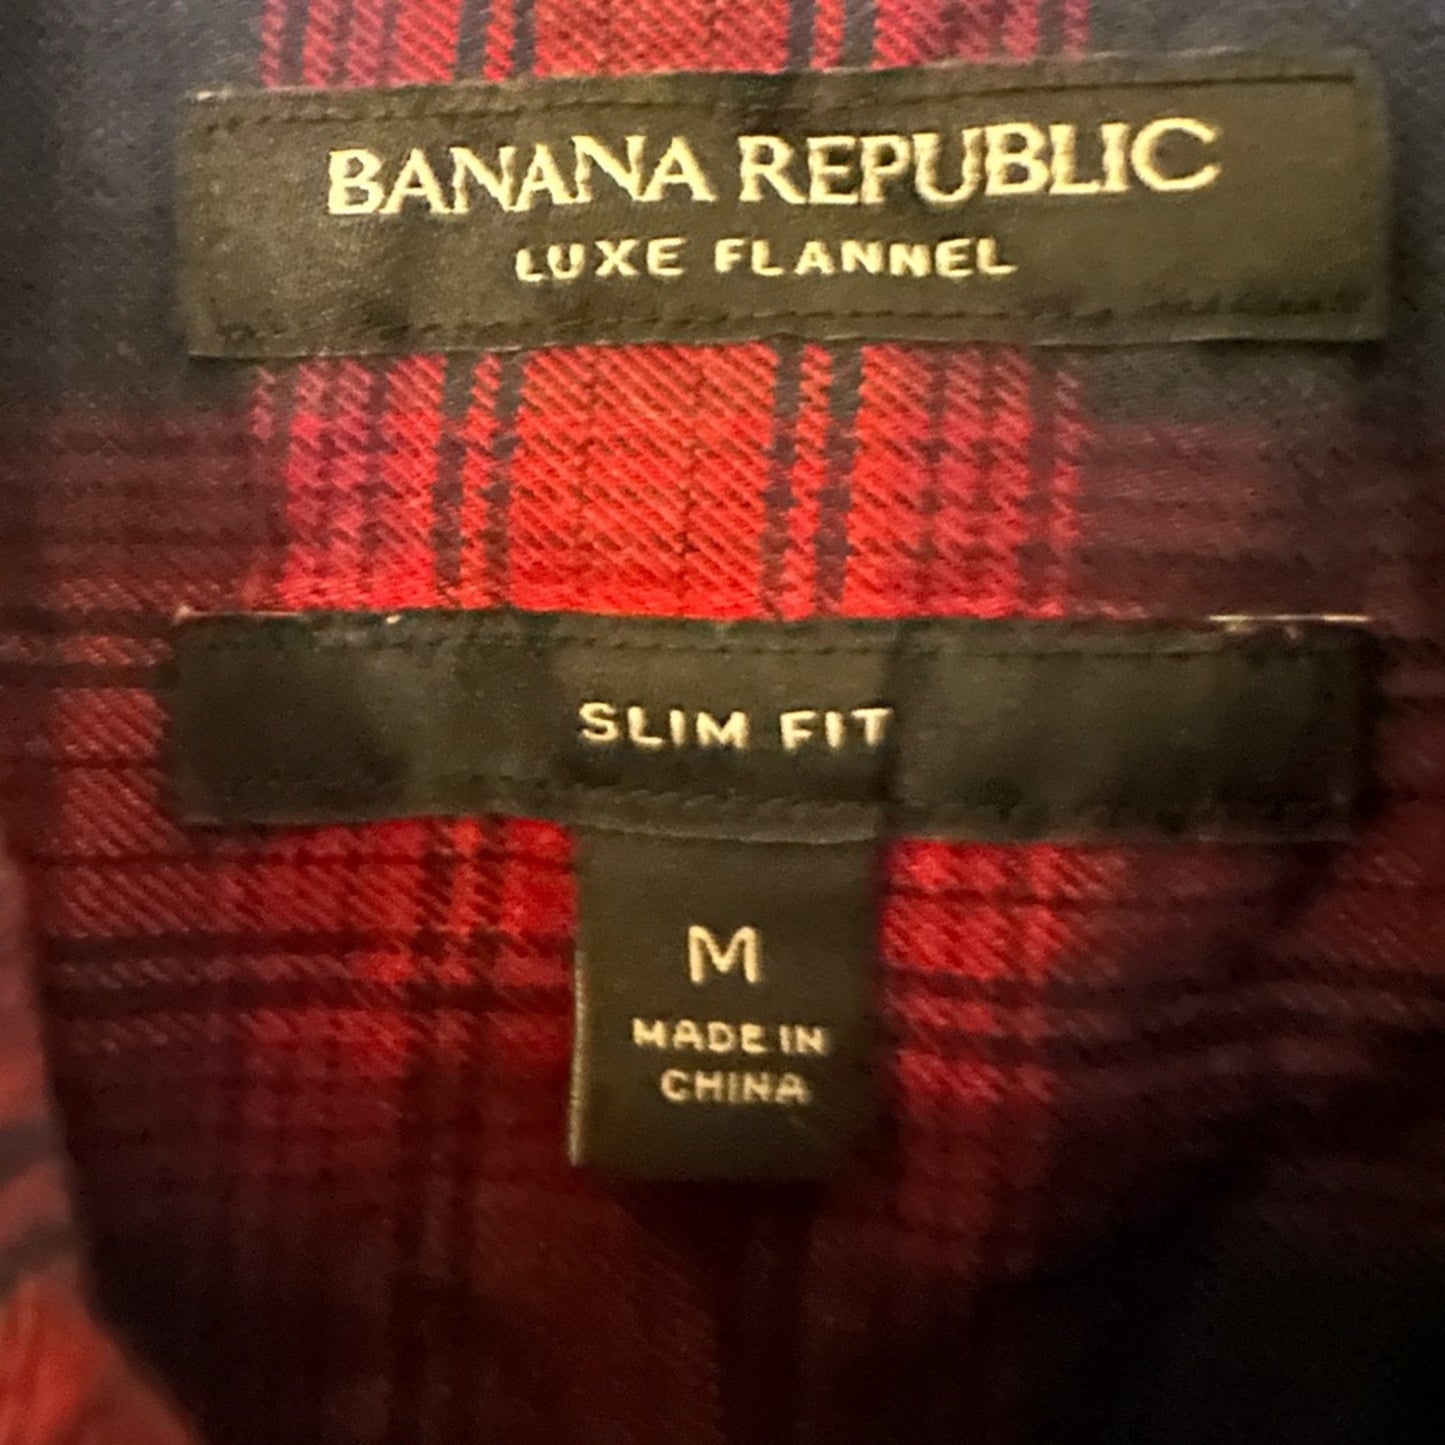 BANANA REPUBLIC
LUXE FLANNEL
SLIM FIT
M
MADE IN
CHINA